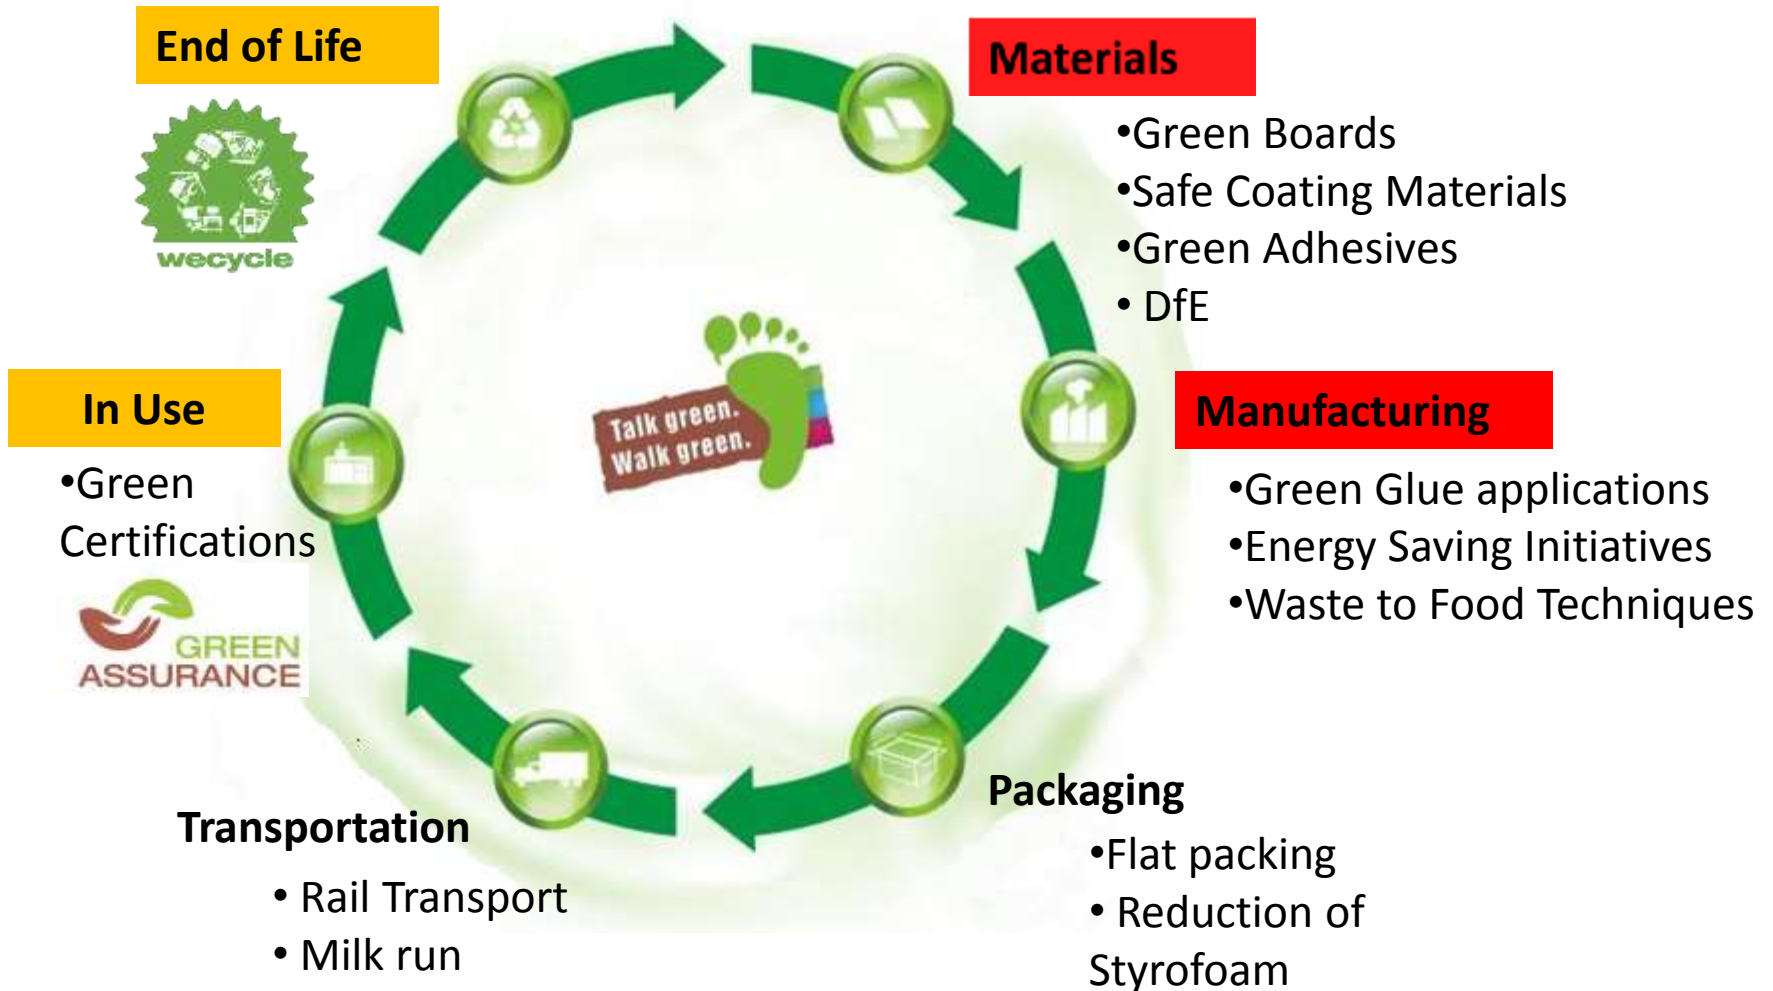 End of Life
wecycle
Materials
•Green Boards
•Safe Coating Materials
•Green Adhesives
• DfE
Talk green.
Walk green.
In Use
•Green
Certifications
GREEN
ASSURANCE
Manufacturing
•Green Glue applications
•Energy Saving Initiatives
•Waste to Food Techniques
Transportation
• Rail Transport
• Milk run
Packaging
•Flat packing
• Reduction of
Styrofoam